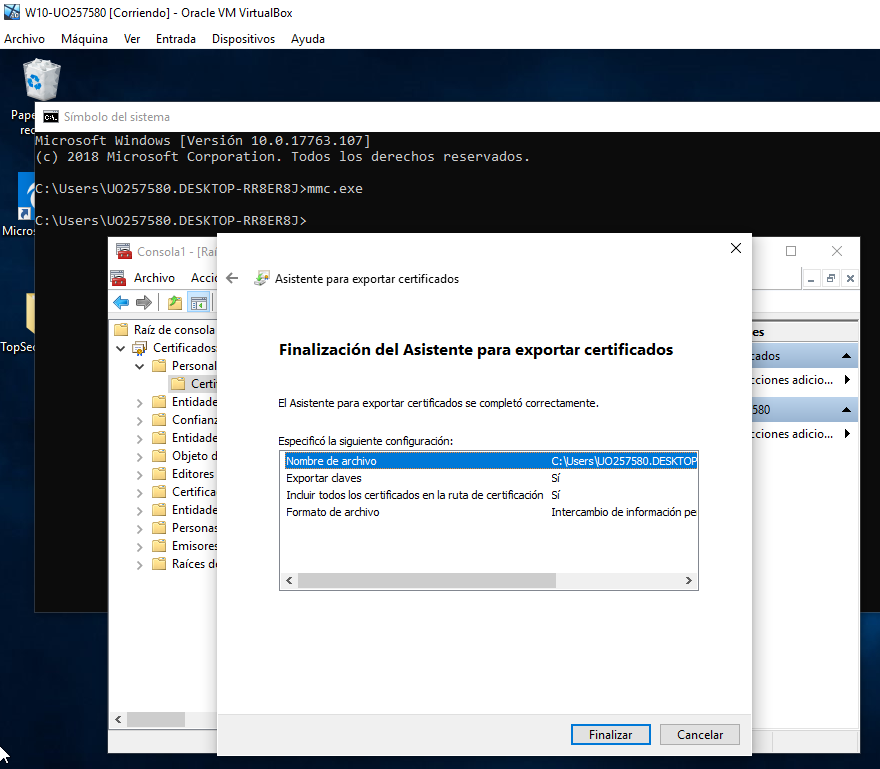 W10-UO257580 [Corriendo] - Oracle VM VirtualBox
Archivo Máquina Ver Entrada Dispositivos Ayuda
Pape
rec
Símbolo del sistema
Microsoft Windows [Versión 10.0.17763.107]
(c) 2018 Microsoft Corporation. Todos los derechos reservados.
C:\Users\UO257580.DESKTOP-RR8ER8J>mmc.exe
C:\Users\UO257580.DESKTOP-RR8ER8J>
Micros
TopSec
Consola1 - [Raí
Archivo Acció
Raíz de consola
Certificados
Personal
Certi
Entidade
Confianz
Entidade
Objeto d
Editores
Certifica
Entidade
Personas
Emisores
Raíces de
Asistente para exportar certificados
Finalización del Asistente para exportar certificados
El Asistente para exportar certificados se completó correctamente.
Especificó la siguiente configuración:
Nombre de archivo C:\Users\UO257580.DESKTOP
Exportar claves Sí
Incluir todos los certificados en la ruta de certificación Sí
Formato de archivo Intercambio de información pe
Finalizar Cancelar
es
cados
cciones adicio...
580
cciones adicio...